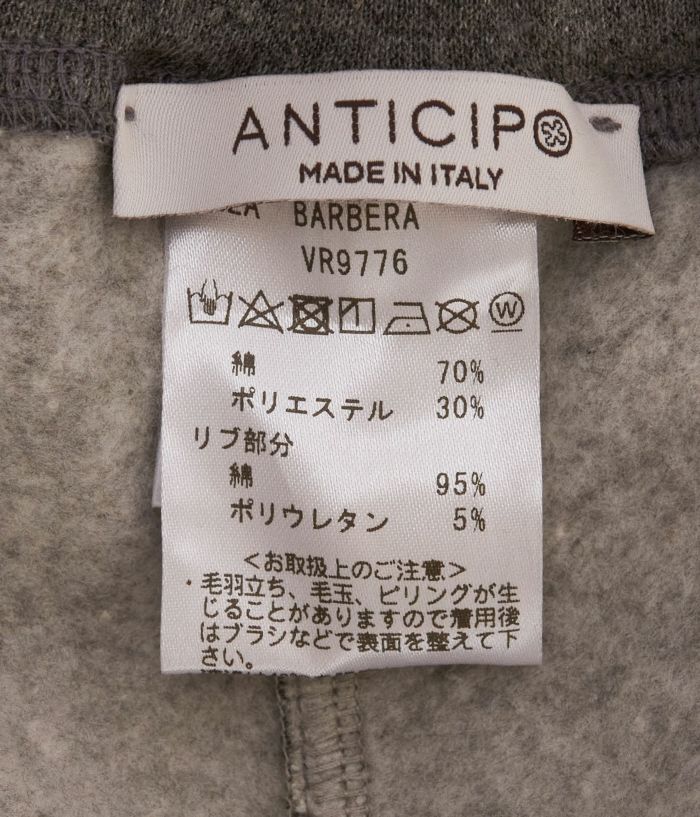 ANTICIPO
MADE IN ITALY
BARBERA
VR9776
W
綿 70%
ポリエステル 30%
リブ部分
綿 95%
ポリウレタン 5%
<お取扱上のご注意>
・毛羽立ち、毛玉、ピリングが生
じることがありますので着用後
はブラシなどで表面を整えて下
さい。